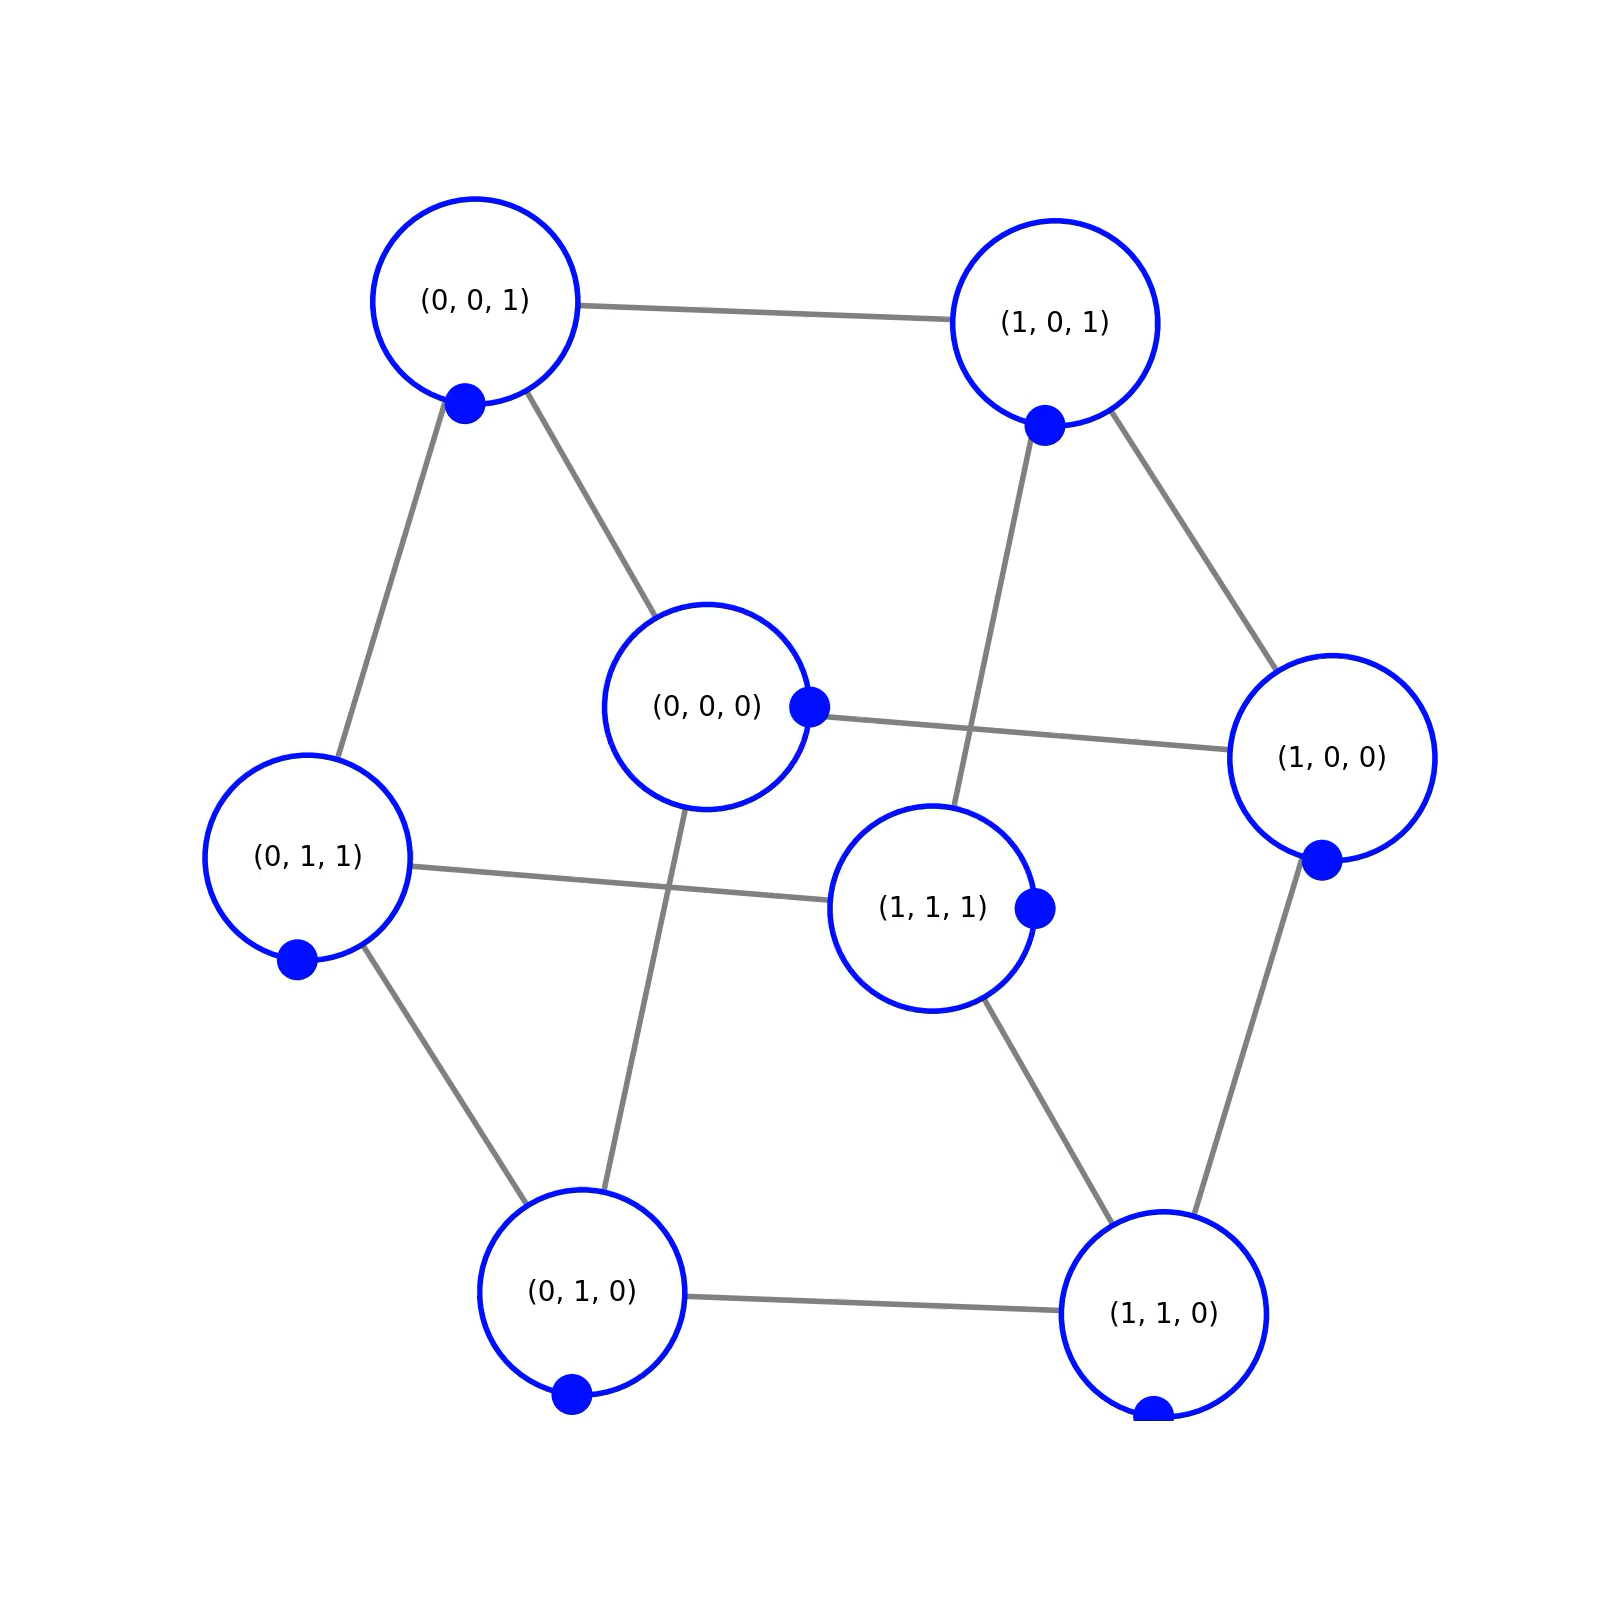 (0, 0, 1)
(1, 0, 1)
(0, 0, 0)
(1, 0, 0)
(0, 1, 1)
(1, 1, 1)
(0, 1, 0)
(1, 1, 0)